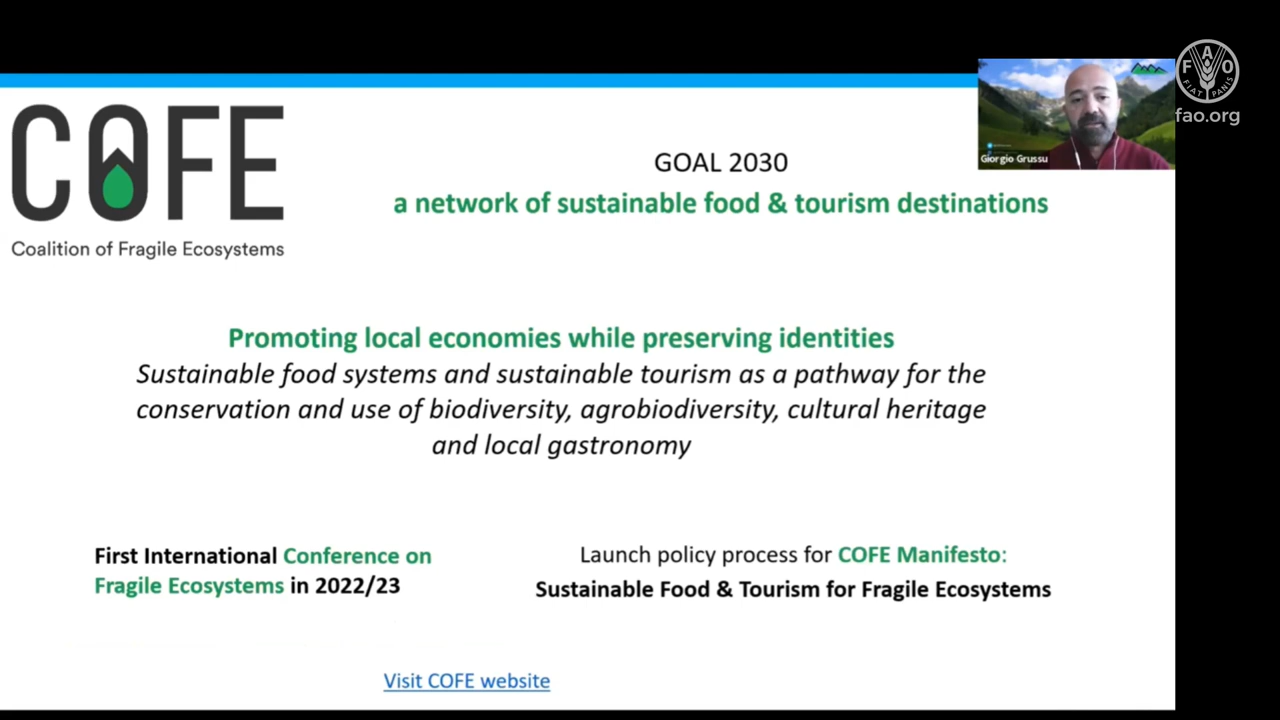 COFE
Coalition of Fragile Ecosystems
GOAL 2030
a network of sustainable food & tourism destinations
Giorgio Grussu
F A O
FIAT PANIS
fao.org
Promoting local economies while preserving identities
Sustainable food systems and sustainable tourism as a pathway for the
conservation and use of biodiversity, agrobiodiversity, cultural heritage
and local gastronomy
First International Conference on
Fragile Ecosystems in 2022/23
Launch policy process for COFE Manifesto:
Sustainable Food & Tourism for Fragile Ecosystems
Visit COFE website